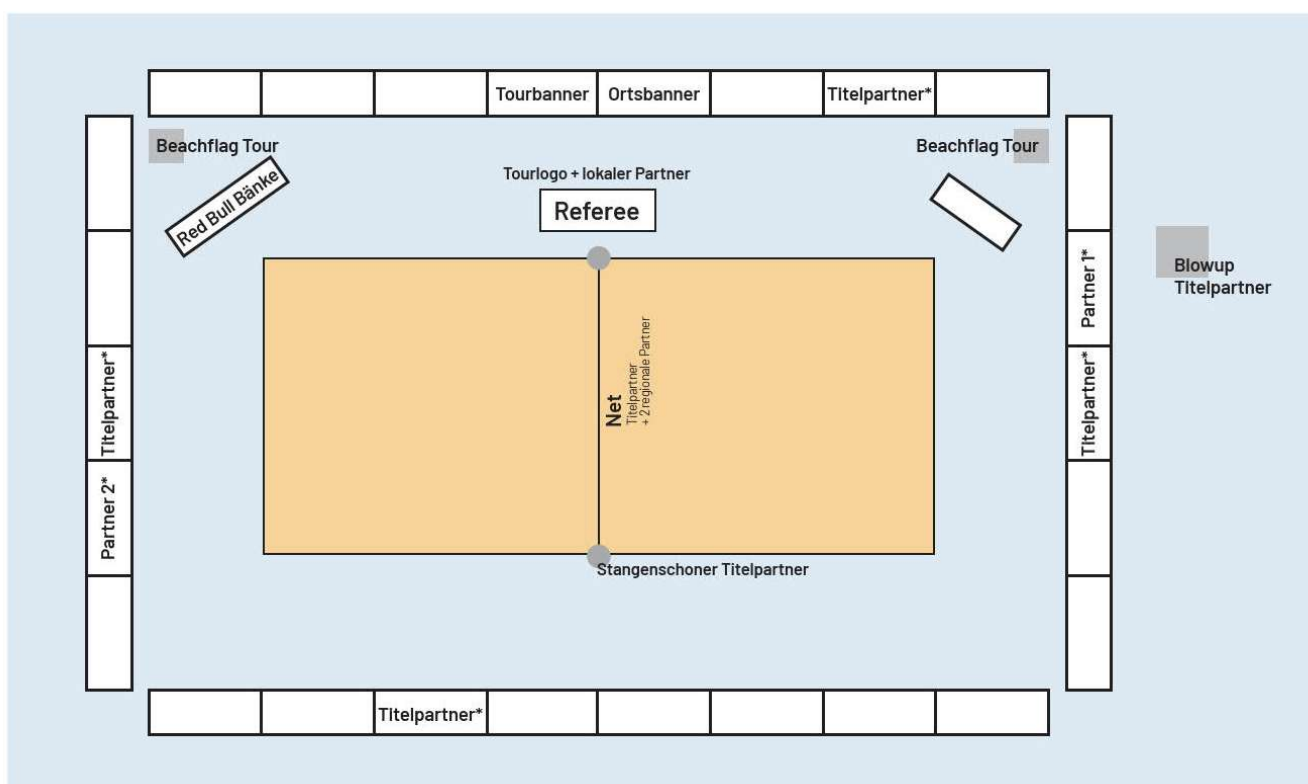 Tourbanner
Ortsbanner
Titelpartner*
Beachflag Tour
Beachflag Tour
Red Bull Bänke
Tourlogo + lokaler Partner
Referee
Partner 1*
Blowup
Titelpartner
Titelpartner*
Partner 2*
Net
Titelpartner
+ 2 regionale Partner
Titelpartner*
Stangenschoner Titelpartner
Titelpartner*